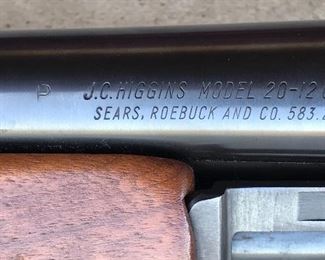 P J.C. HIGGINS MODEL 20-12
SEARS, ROEBUCK AND CO. 583.